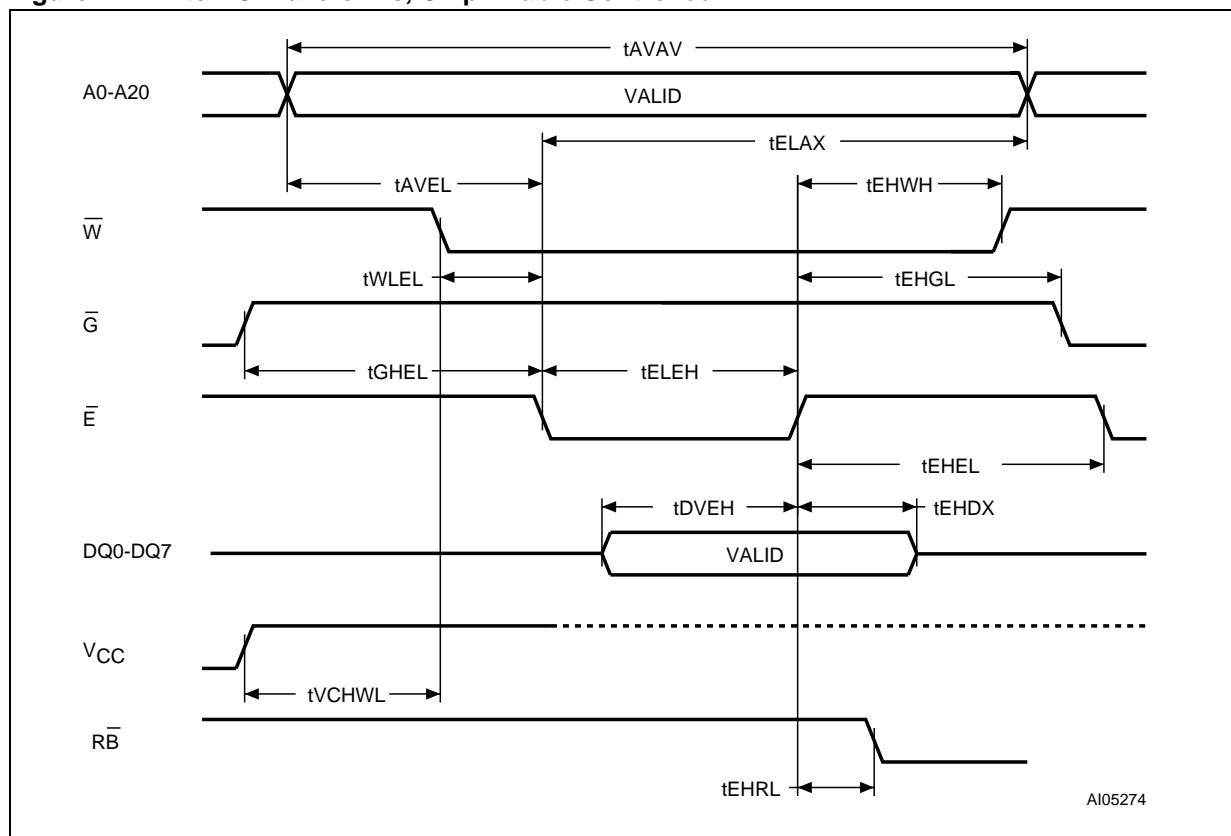 tAVAV
A0-A20
VALID
tELAX
tAVEL
tEHWH
W̅
tWLEL
tEHGL
G̅
tGHEL
tELEH
E̅
tEHEL
tDVEH
tEHDX
DQ0-DQ7
VALID
VCC
tVCHWL
RB̅
tEHRL
AI05274